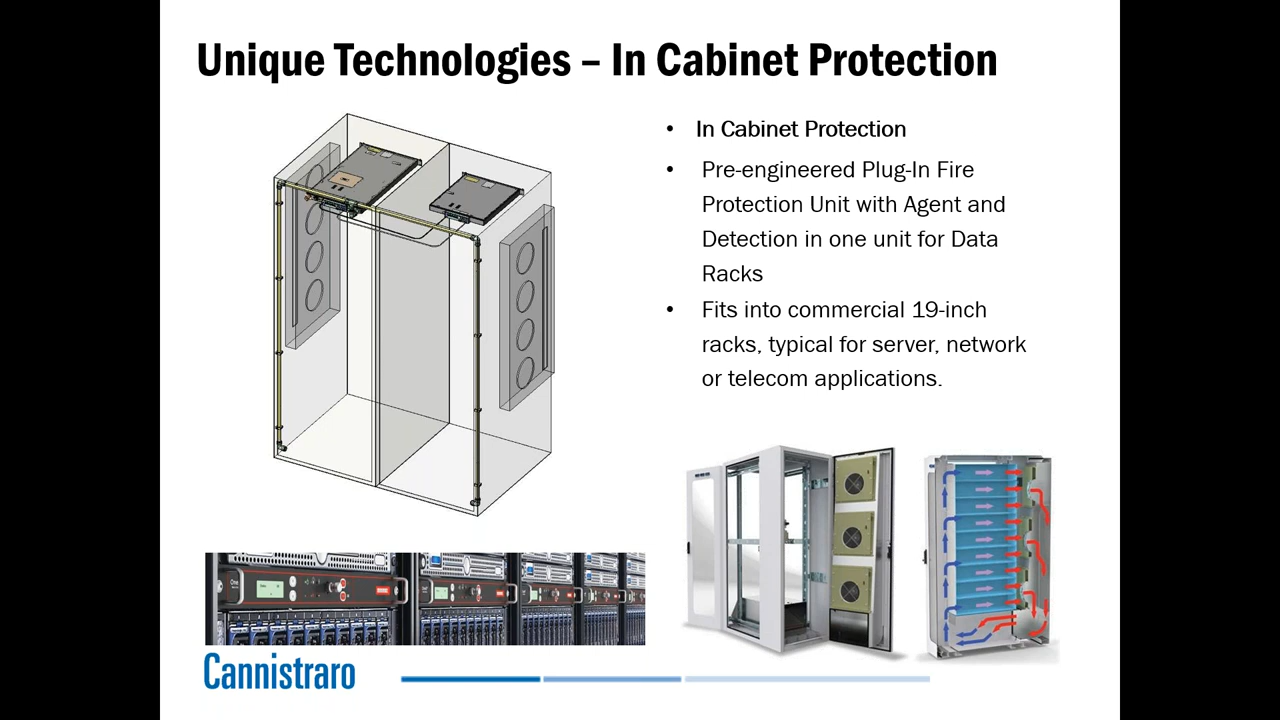 Unique Technologies – In Cabinet Protection
• In Cabinet Protection
• Pre-engineered Plug-In Fire
Protection Unit with Agent and
Detection in one unit for Data
Racks
• Fits into commercial 19-inch
racks, typical for server, network
or telecom applications.
Cannistraro